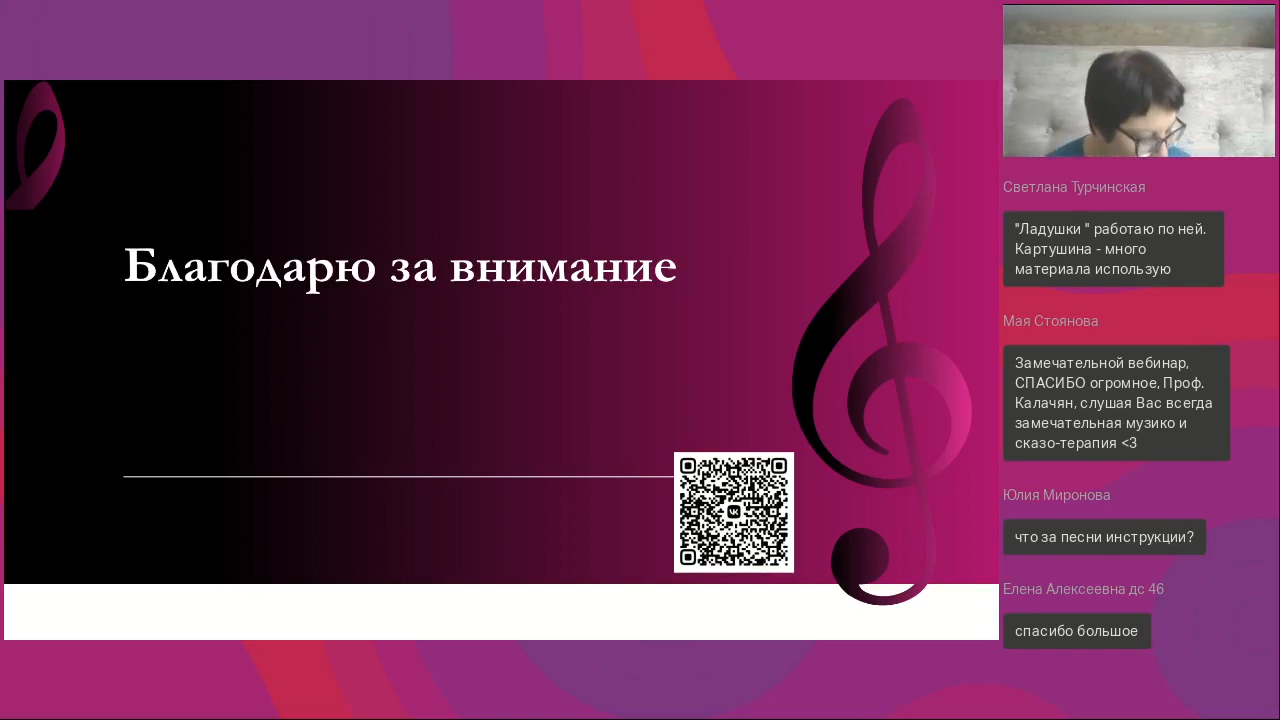 Благодарю за внимание
Светлана Турчинская
"Ладушки " работаю по ней.
Картушина - много
материала использую
Мая Стоянова
Замечательной вебинар,
СПАСИБО огромное, Проф.
Калачян, слушая Вас всегда
замечательная музико и
сказо-терапия <3
Юлия Миронова
что за песни инструкции?
Елена Алексеевна дс 46
спасибо большое